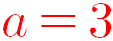 a = 3